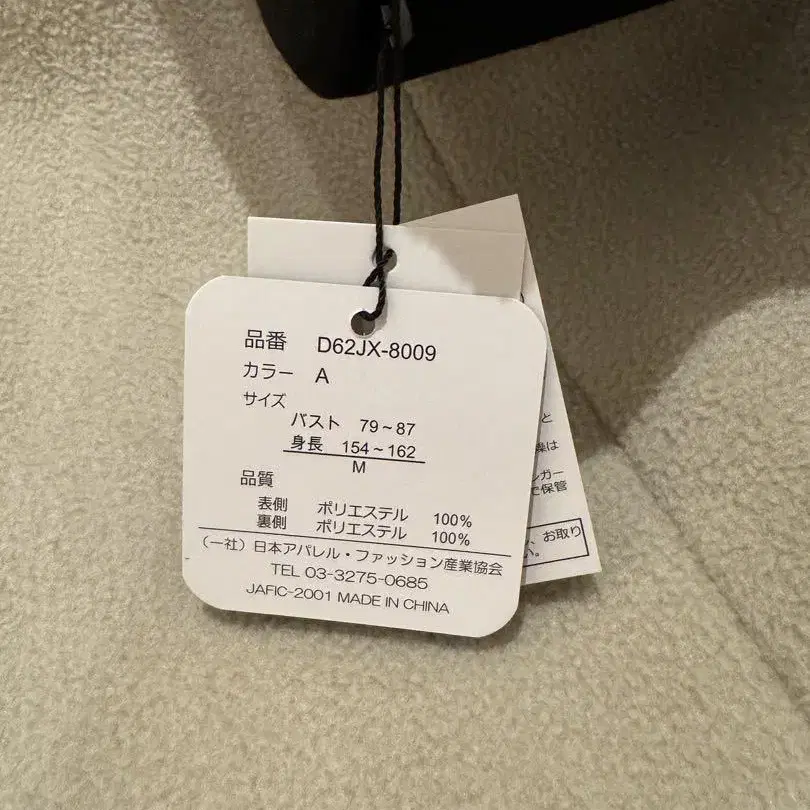 品番 D62JX-8009
カラー A
サイズ
バスト 79~87
身長 154~162
M
品質
表側 ポリエステル 100%
裏側 ポリエステル 100%
(一社)日本アパレル・ファッション産業協会
TEL 03-3275-0685
JAFIC-2001 MADE IN CHINA
と
は
ンガー
で保管
、お取り
い。